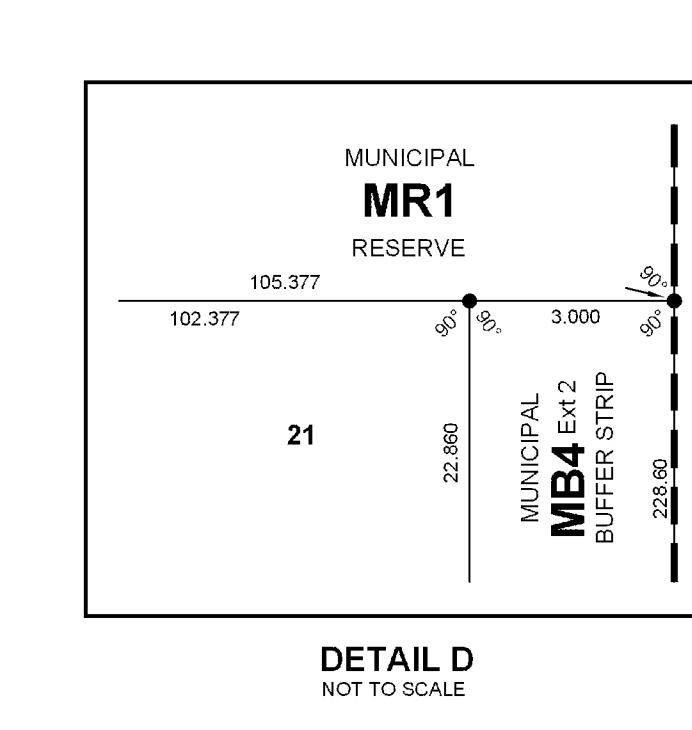 MUNICIPAL
MR1
RESERVE
105.377
102.377
90°
90°
3.000
90°
90°
21
22.860
MUNICIPAL
MB4 Ext 2
BUFFER STRIP
228.60
DETAIL D
NOT TO SCALE